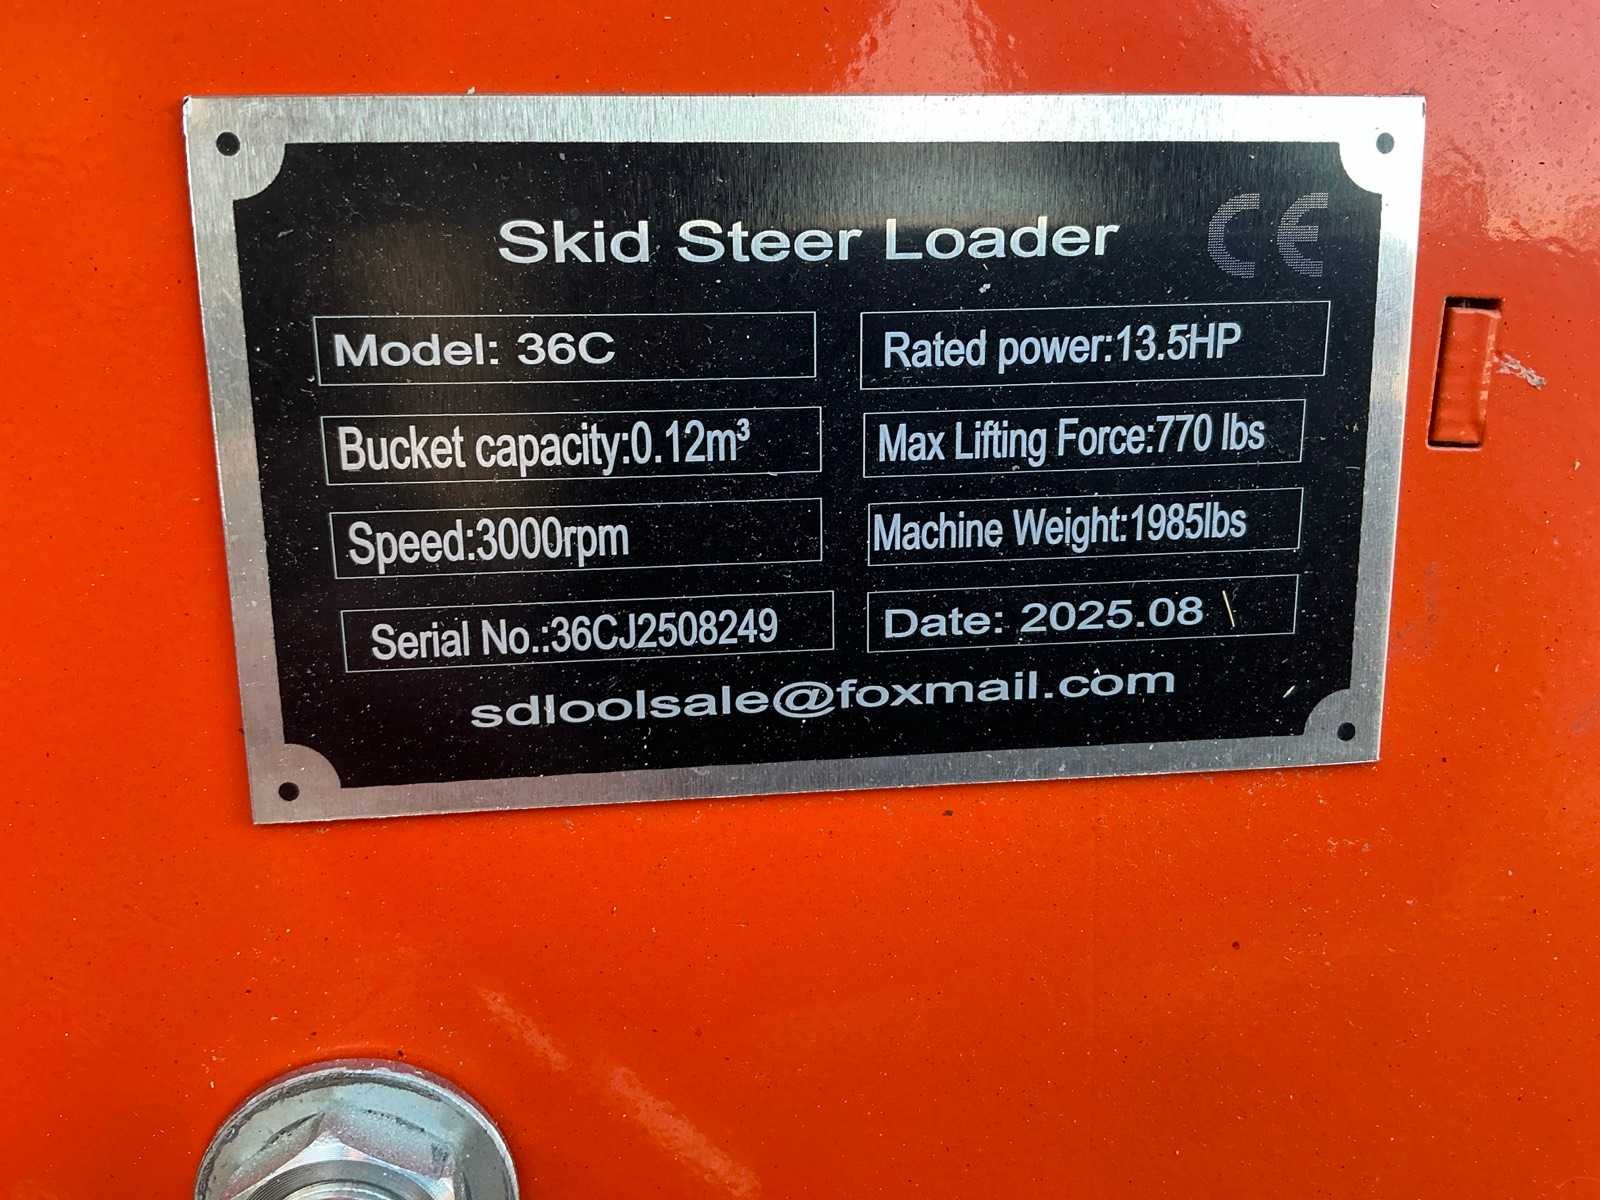 Skid Steer Loader CE
Model: 36C
Rated power:13.5HP
Bucket capacity:0.12m³
Max Lifting Force:770 lbs
Speed:3000rpm
Machine Weight:1985lbs
Serial No.:36CJ2508249
Date: 2025.08
sdloolsale@foxmail.com